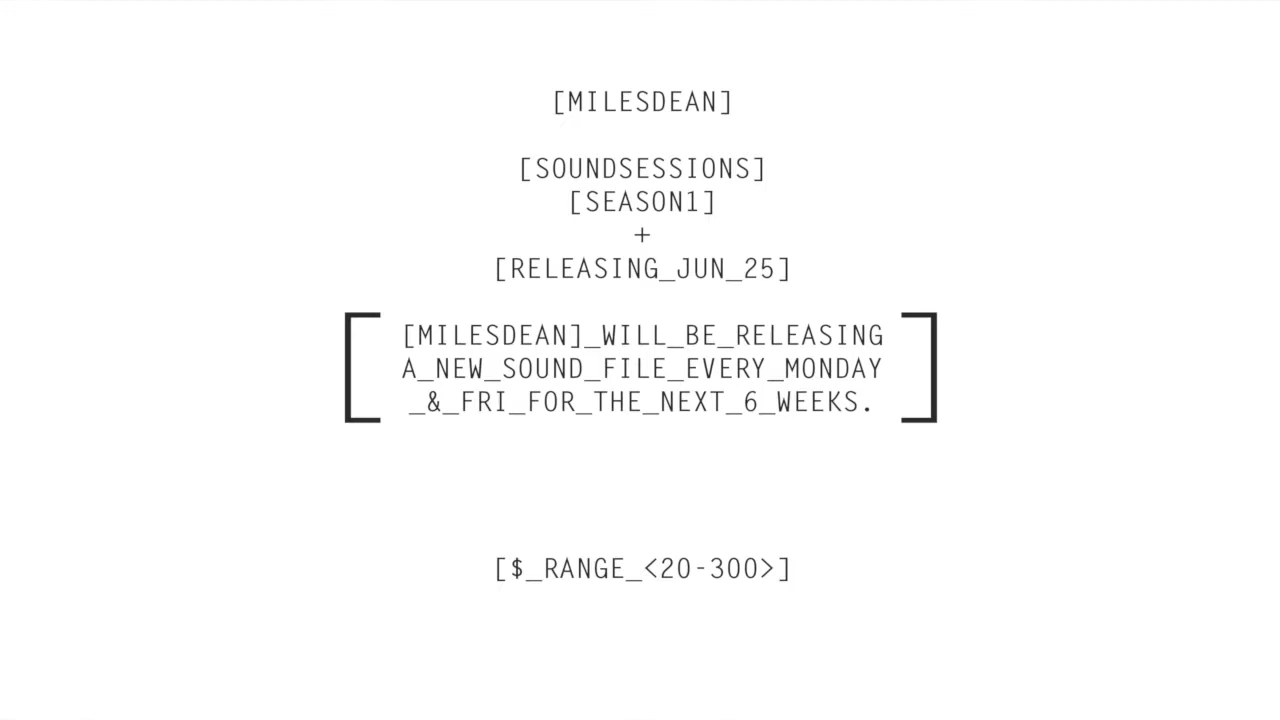 [MILESDEAN]
[SOUNDSESSIONS]
[SEASON1]
+
[RELEASING_JUN_25]
[MILESDEAN]_WILL_BE_RELEASING
A_NEW_SOUND_FILE_EVERY_MONDAY
_&_FRI_FOR_THE_NEXT_6_WEEKS.
[$_RANGE_<20-300>]